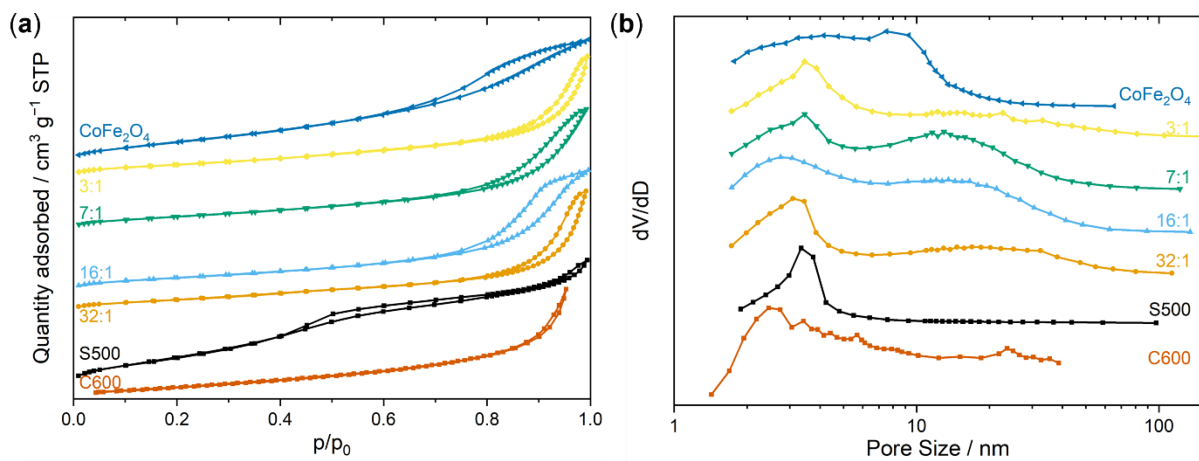 (a)
Quantity adsorbed / cm³ g⁻¹ STP
CoFe₂O₄
3:1
7:1
16:1
32:1
S500
C600
0.0 0.2 0.4 0.6 0.8 1.0
p/p₀
(b)
dV/dD
CoFe₂O₄
3:1
7:1
16:1
32:1
S500
C600
1 10 100
Pore Size / nm